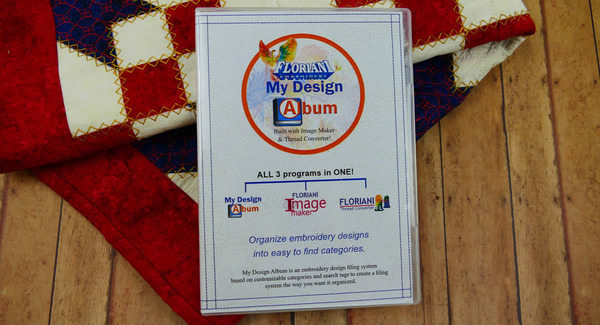 FLORIANI
EMBROIDERY
My Design
Album
Built with Image Maker
& Thread Converter!
ALL 3 programs in ONE!
My Design
Album
FLORIANI
Image
maker
FLORIANI
Thread Converter
Organize embroidery designs
into easy to find categories.
My Design Album is an embroidery design filing system
based on customizable categories and search tags to create a filing
system the way you want it organized.